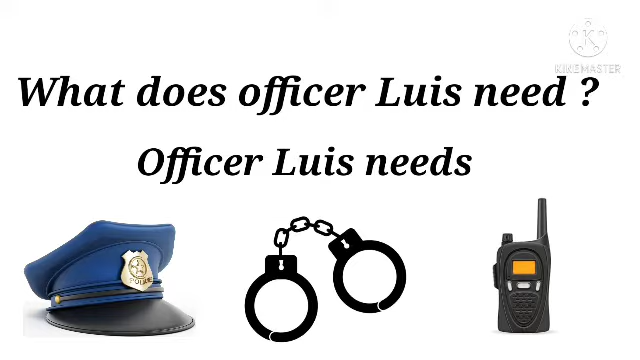 KINEMASTER
What does officer Luis need ?
Officer Luis needs
POLICE